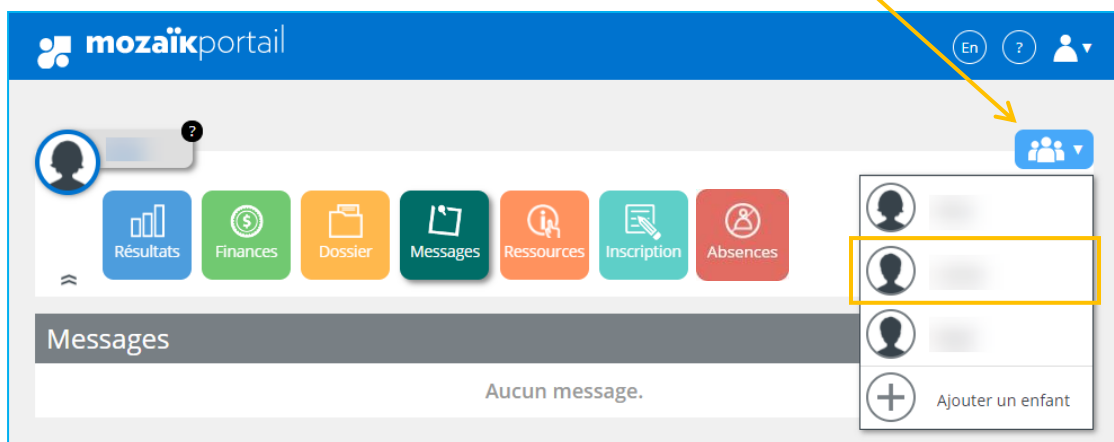 mozaïkportail
En ?
?
Résultats Finances Dossier Messages Ressources Inscription Absences
Messages
Aucun message.
Ajouter un enfant